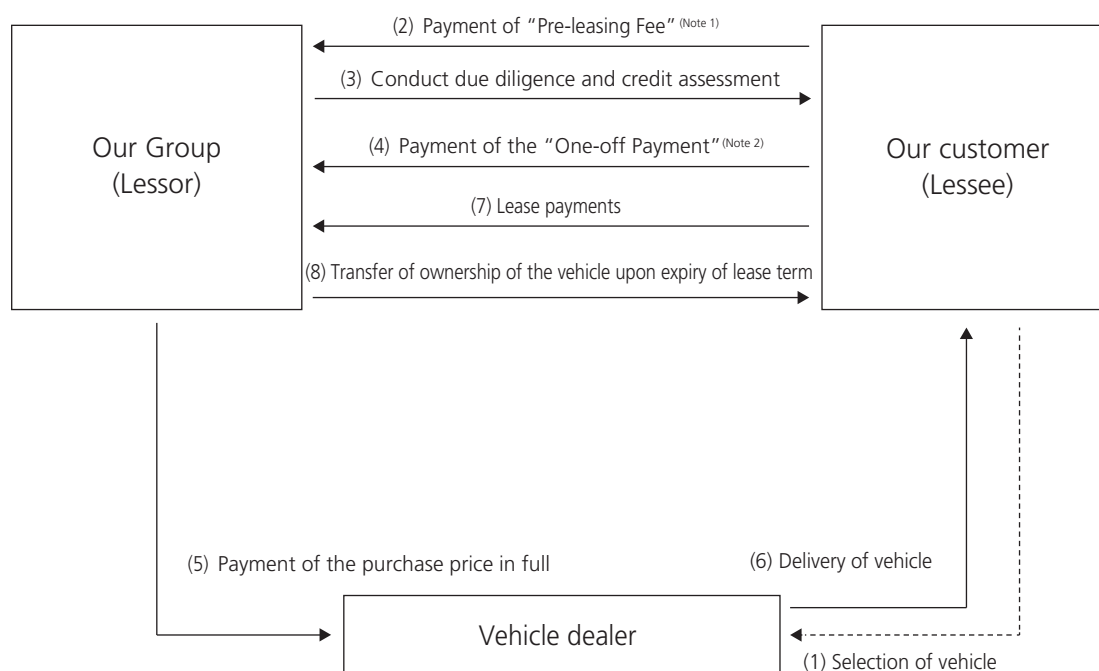 (2) Payment of “Pre-leasing Fee” (Note 1)
(3) Conduct due diligence and credit assessment
Our Group
(Lessor)
(4) Payment of the “One-off Payment” (Note 2)
Our customer
(Lessee)
(7) Lease payments
(8) Transfer of ownership of the vehicle upon expiry of lease term
(5) Payment of the purchase price in full
(6) Delivery of vehicle
Vehicle dealer
(1) Selection of vehicle